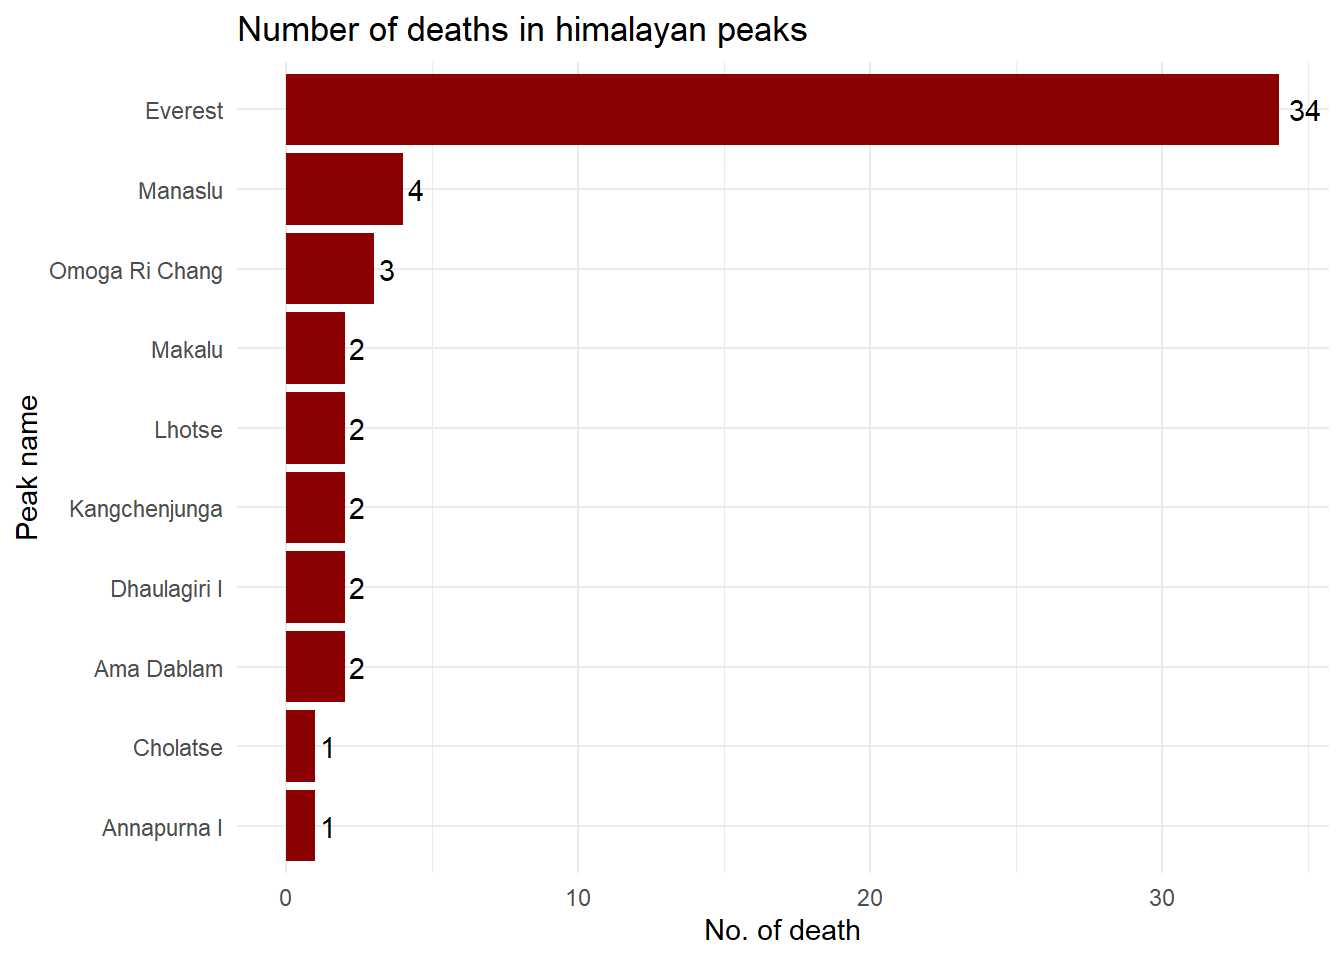 Number of deaths in himalayan peaks
Everest 34
Manaslu 4
Omoga Ri Chang 3
Makalu 2
Lhotse 2
Kangchenjunga 2
Dhaulagiri I 2
Ama Dablam 2
Cholatse 1
Annapurna I 1
Peak name
0 10 20 30
No. of death